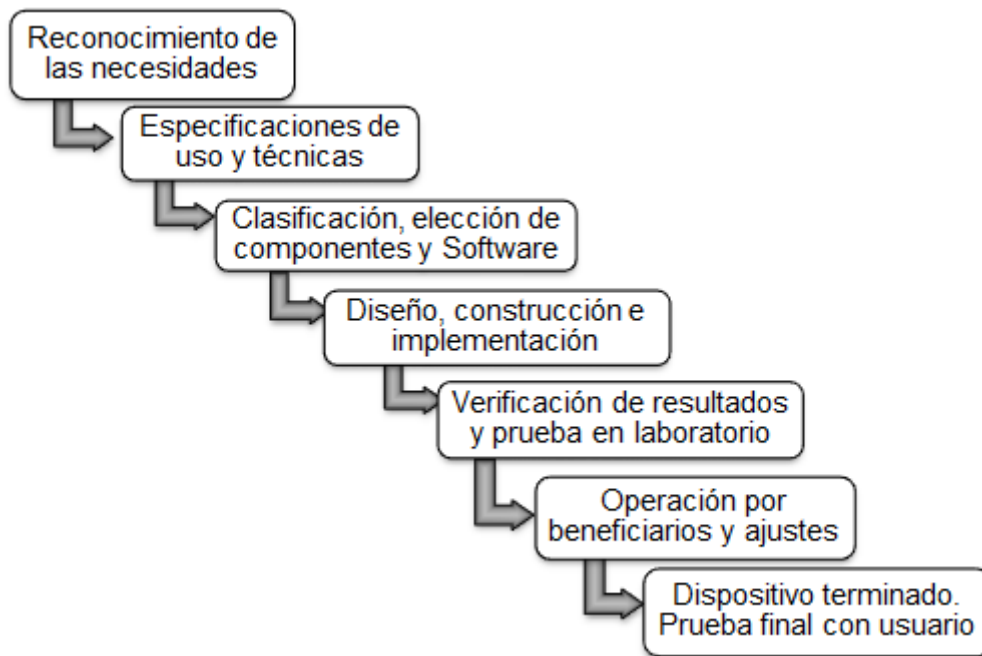 Reconocimiento de
las necesidades
Especificaciones de
uso y técnicas
Clasificación, elección de
componentes y Software
Diseño, construcción e
implementación
Verificación de resultados
y prueba en laboratorio
Operación por
beneficiarios y ajustes
Dispositivo terminado.
Prueba final con usuario